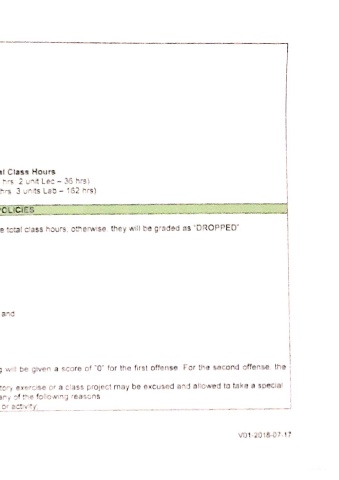 al Class Hours
hrs. 2 unit Lec – 36 hrs)
hrs. 3 units Lab – 162 hrs)
POLICIES
e total class hours, otherwise, they will be graded as "DROPPED"
and
g will be given a score of "0" for the first offense. For the second offense, the
tory exercise or a class project may be excused and allowed to take a special
any of the following reasons
or activity,
V01-2018-07-17